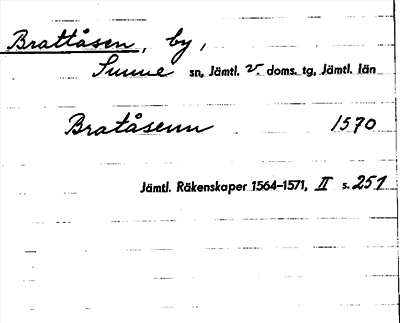 Brattåsen, by,
Sunne sn, Jämtl. v. doms. tg, Jämtl. län
Bratåsenn 1570
Jämtl. Räkenskaper 1564–1571, II s. 251